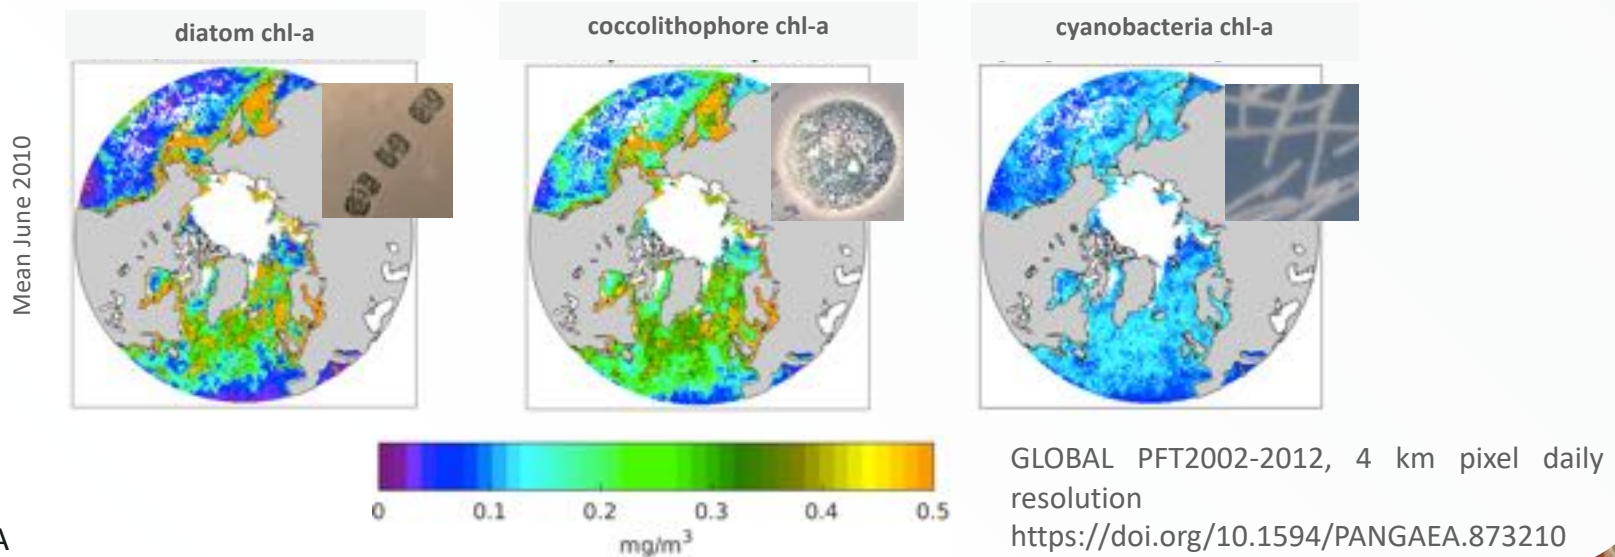 diatom chl-a
coccolithophore chl-a
cyanobacteria chl-a
Mean June 2010
0 0.1 0.2 0.3 0.4 0.5
mg/m³
GLOBAL PFT2002-2012, 4 km pixel daily
resolution
https://doi.org/10.1594/PANGAEA.873210
A